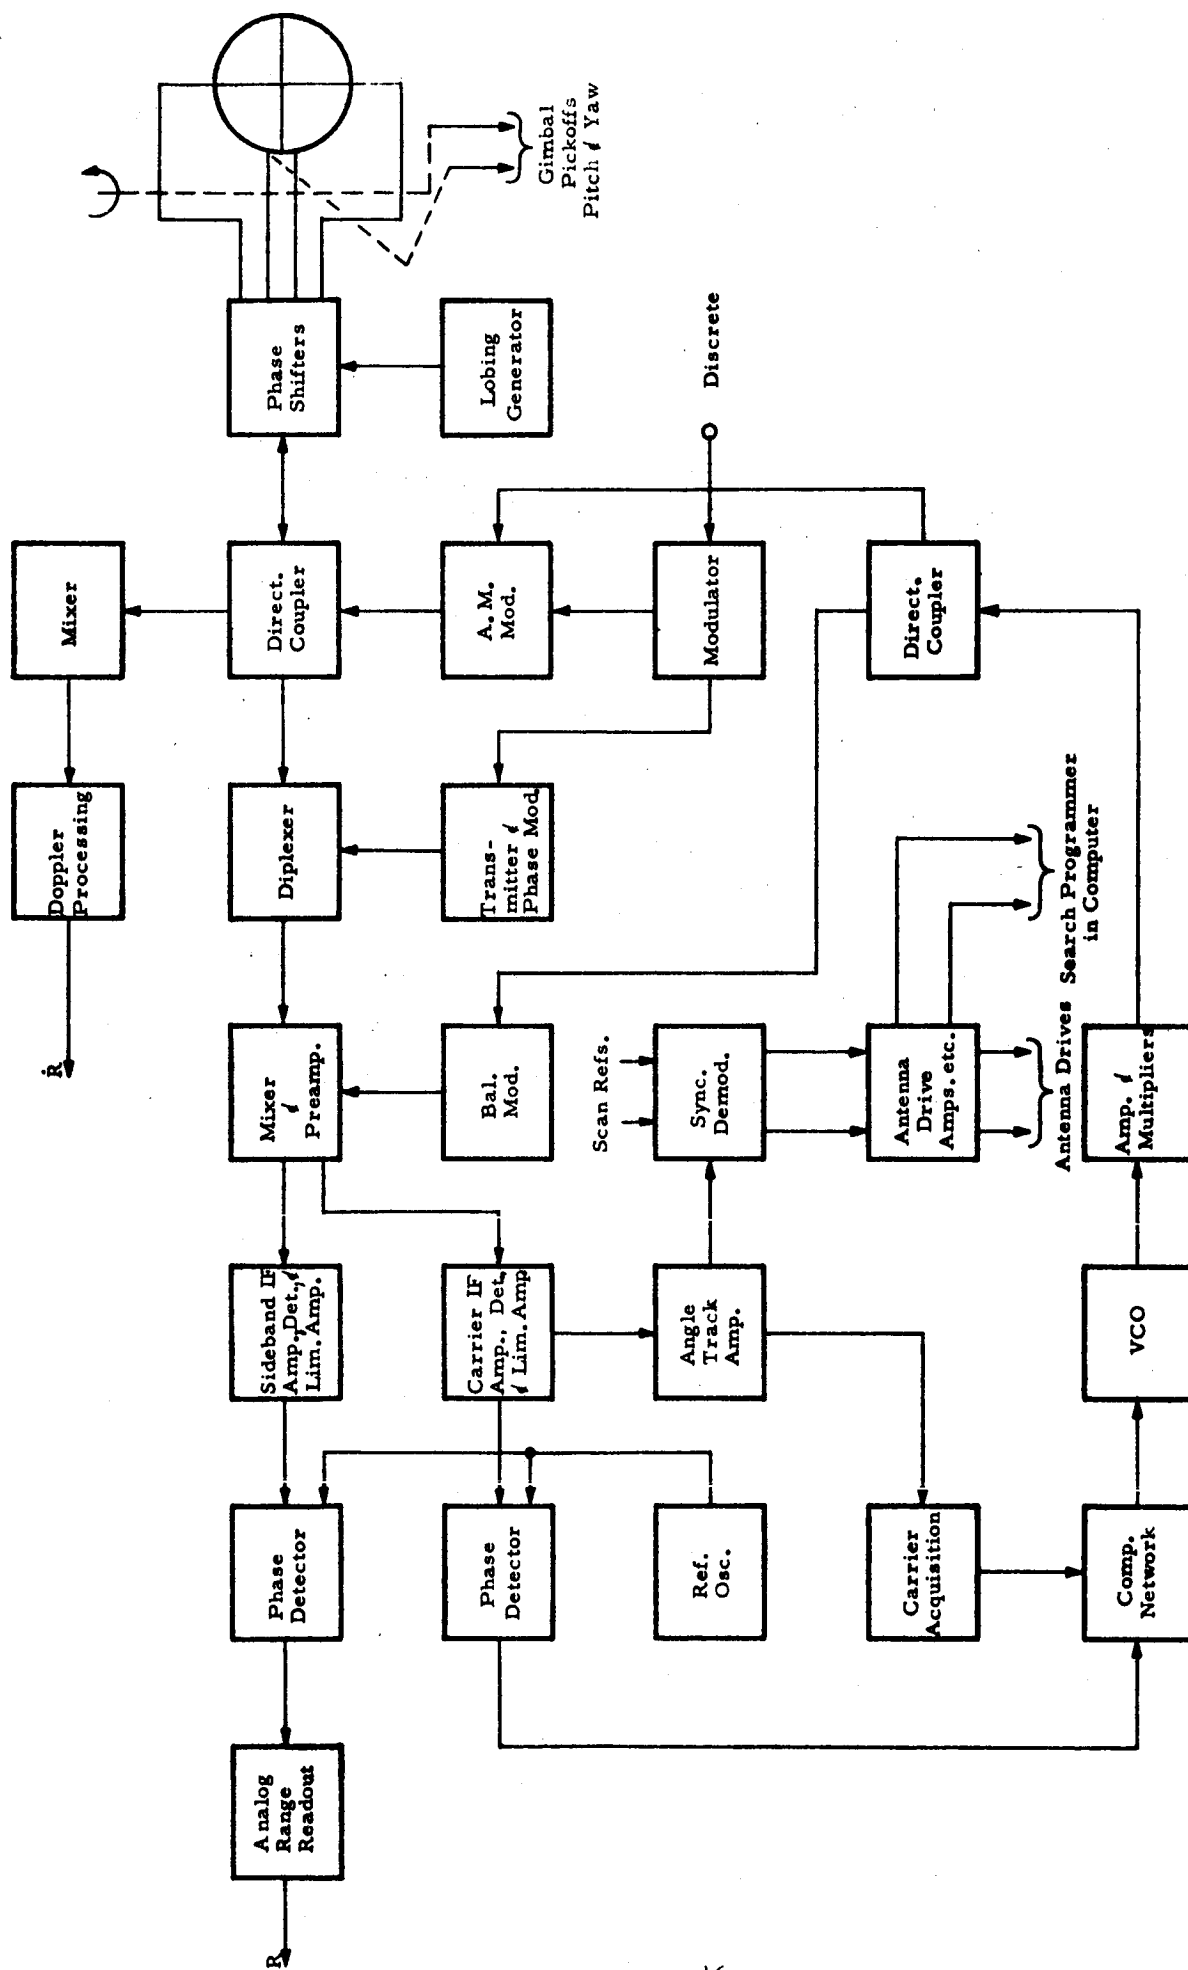 Gimbal
Pickoffs
Pitch & Yaw
Phase
Shifters
Lobing
Generator
Discrete
Mixer
Direct.
Coupler
A. M.
Mod.
Modulator
Direct.
Coupler
Doppler
Processing
Diplexer
Trans-
mitter &
Phase Mod.
Search Programmer
in Computer
Ṙ
Mixer
&
Preamp.
Bal.
Mod.
Scan Refs.
Sync.
Demod.
Antenna
Drive
Amps. etc.
Antenna Drives
Amp. &
Multipliers
Sideband IF
Amp., Det., &
Lim. Amp.
Carrier IF
Amp., Det.
& Lim. Amp
Angle
Track
Amp.
VCO
Phase
Detector
Phase
Detector
Ref.
Osc.
Carrier
Acquisition
Comp.
Network
Analog
Range
Readout
R